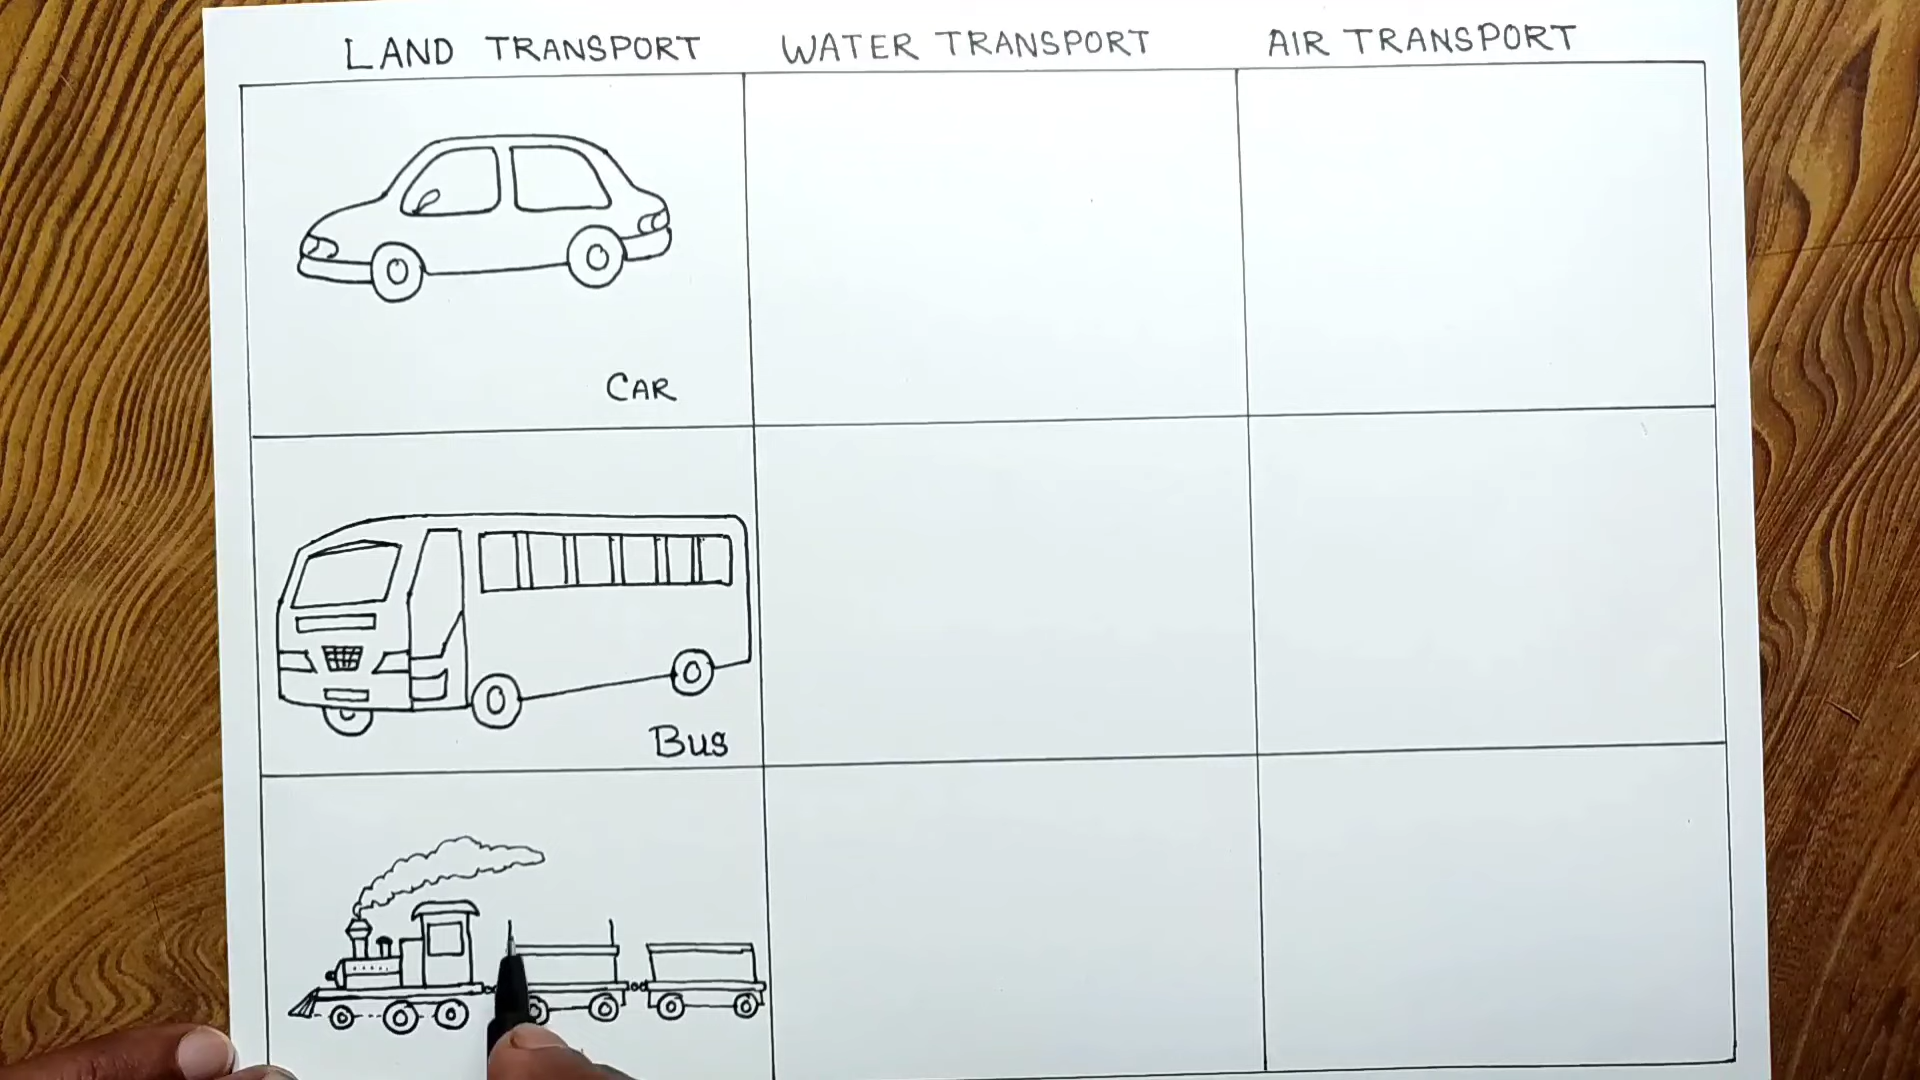 LAND TRANSPORT
WATER TRANSPORT
AIR TRANSPORT
CAR
Bus